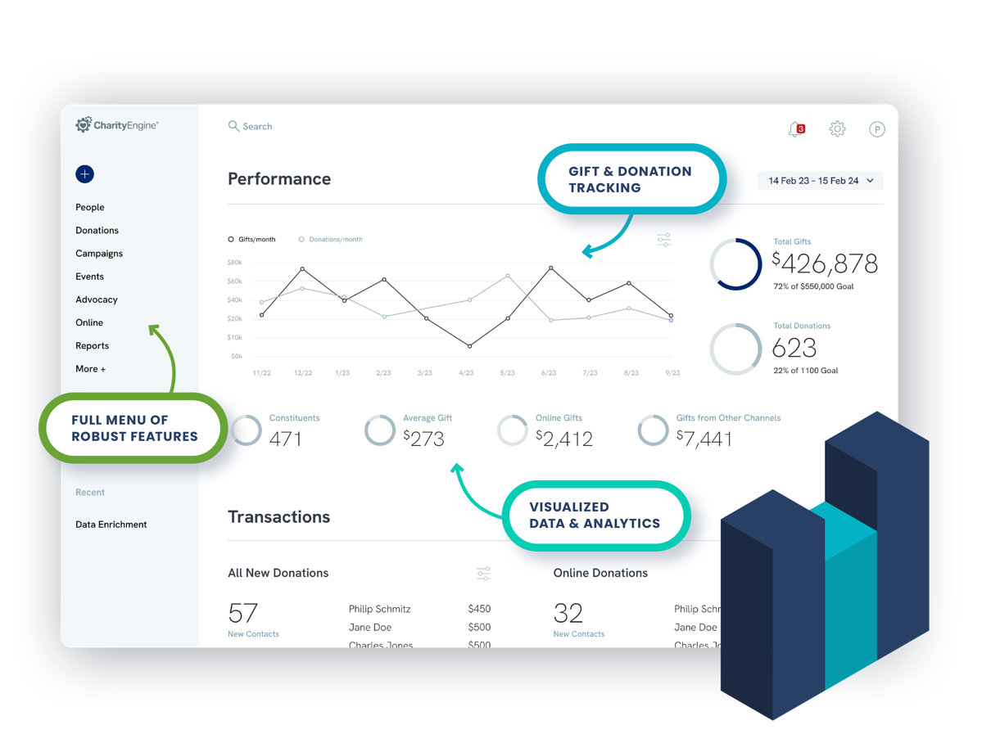 CharityEngine®
Search
3
P
Performance
GIFT & DONATION
TRACKING
14 Feb 23 – 15 Feb 24
People
Donations
Campaigns
Events
Advocacy
Online
Reports
More +
Gifts/month
Donations/month
$80k
$60k
$40k
$20k
$10k
$0k
11/22 12/22 1/23 2/23 3/23 4/23 5/23 6/23 7/23 8/23 9/23
Total Gifts
$426,878
72% of $550,000 Goal
Total Donations
623
22% of 1100 Goal
FULL MENU OF
ROBUST FEATURES
Constituents
471
Average Gift
$273
Online Gifts
$2,412
Gifts from Other Channels
$7,441
Recent
Data Enrichment
VISUALIZED
DATA & ANALYTICS
Transactions
All New Donations
57
New Contacts
Philip Schmitz $450
Jane Doe $500
Charles Jones $500
Online Donations
32
New Contacts
Philip Schm
Jane Doe
Charles Jo